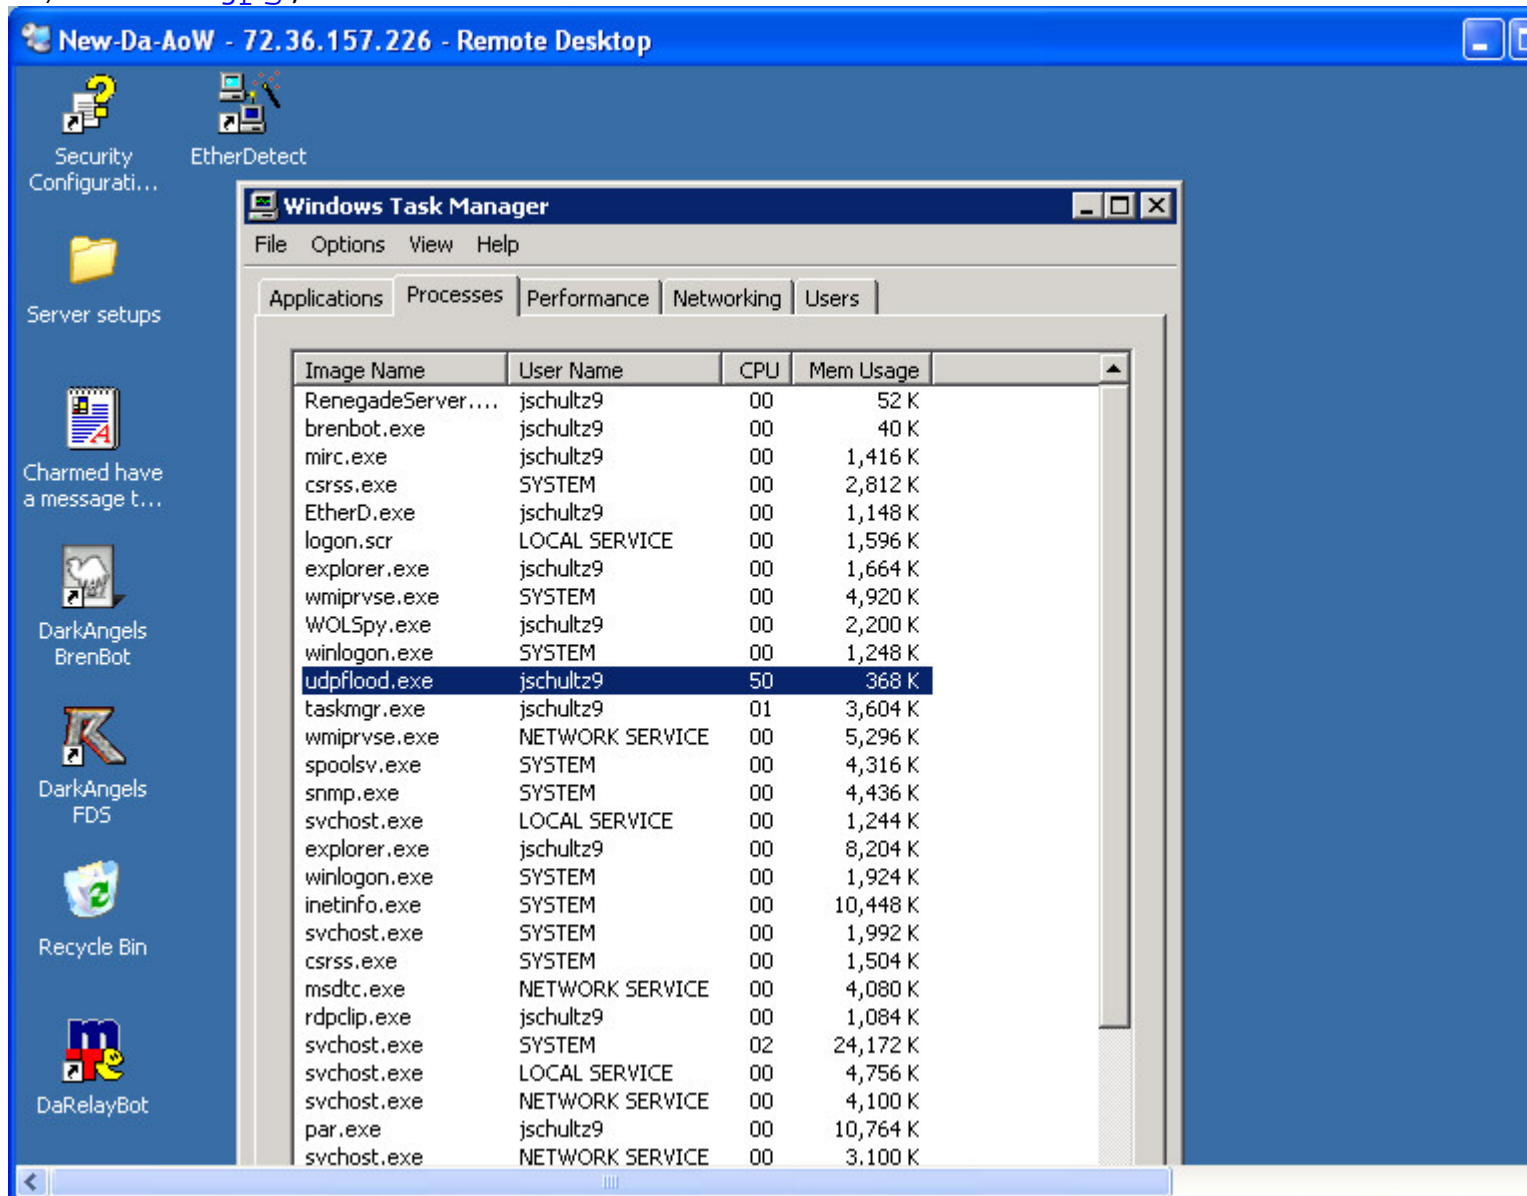 New-Da-AoW - 72.36.157.226 - Remote Desktop
Security
Configurati...
EtherDetect
Server setups
Charmed have
a message t...
DarkAngels
BrenBot
DarkAngels
FDS
Recycle Bin
DaRelayBot
Windows Task Manager
File Options View Help
Applications Processes Performance Networking Users
Image Name User Name CPU Mem Usage
RenegadeServer.... jschultz9 00 52 K
brenbot.exe jschultz9 00 40 K
mirc.exe jschultz9 00 1,416 K
csrss.exe SYSTEM 00 2,812 K
EtherD.exe jschultz9 00 1,148 K
logon.scr LOCAL SERVICE 00 1,596 K
explorer.exe jschultz9 00 1,664 K
wmiprvse.exe SYSTEM 00 4,920 K
WOLSpy.exe jschultz9 00 2,200 K
winlogon.exe SYSTEM 00 1,248 K
udpflood.exe jschultz9 50 368 K
taskmgr.exe jschultz9 01 3,604 K
wmiprvse.exe NETWORK SERVICE 00 5,296 K
spoolsv.exe SYSTEM 00 4,316 K
snmp.exe SYSTEM 00 4,436 K
svchost.exe LOCAL SERVICE 00 1,244 K
explorer.exe jschultz9 00 8,204 K
winlogon.exe SYSTEM 00 1,924 K
inetinfo.exe SYSTEM 00 10,448 K
svchost.exe SYSTEM 00 1,992 K
csrss.exe SYSTEM 00 1,504 K
msdtc.exe NETWORK SERVICE 00 4,080 K
rdpclip.exe jschultz9 00 1,084 K
svchost.exe SYSTEM 02 24,172 K
svchost.exe LOCAL SERVICE 00 4,756 K
svchost.exe NETWORK SERVICE 00 4,100 K
par.exe jschultz9 00 10,764 K
svchost.exe NETWORK SERVICE 00 3,100 K